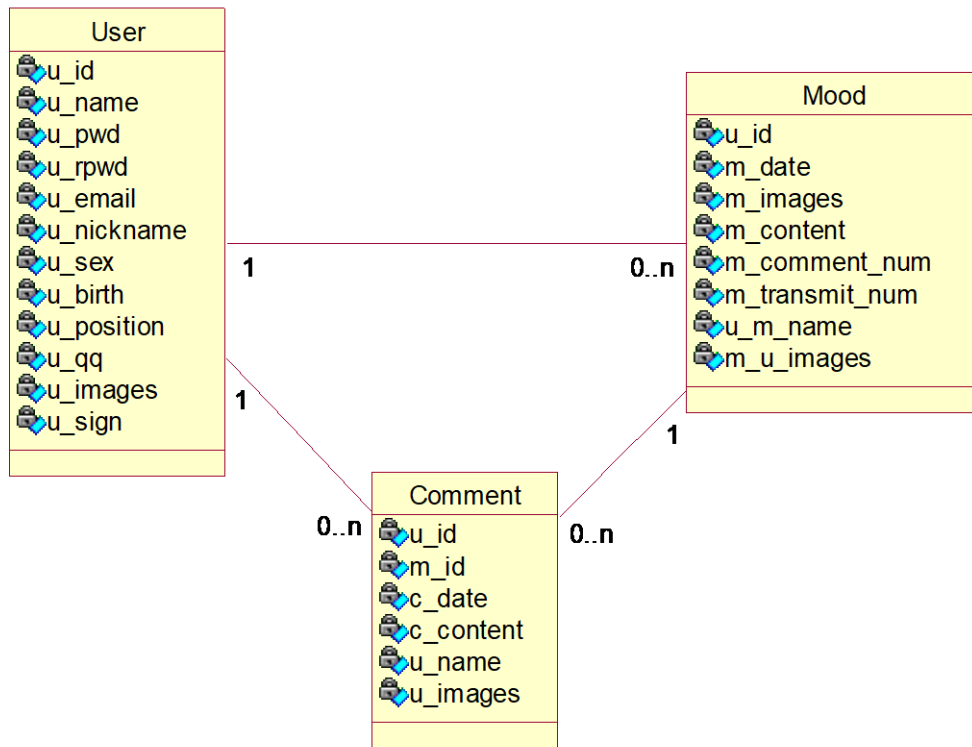 User
u_id
u_name
u_pwd
u_rpwd
u_email
u_nickname
u_sex
u_birth
u_position
u_qq
u_images
u_sign
Mood
u_id
m_date
m_images
m_content
m_comment_num
m_transmit_num
u_m_name
m_u_images
1
0..n
1
0..n
1
0..n
Comment
u_id
m_id
c_date
c_content
u_name
u_images